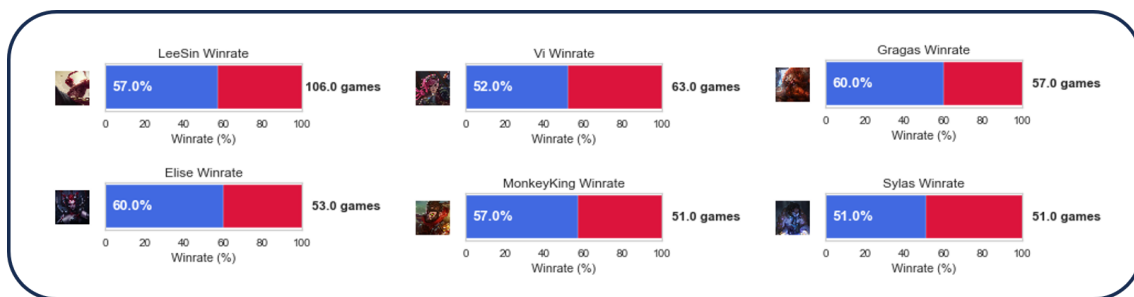 LeeSin Winrate
57.0%
106.0 games
0 20 40 60 80 100
Winrate (%)
Vi Winrate
52.0%
63.0 games
0 20 40 60 80 100
Winrate (%)
Gragas Winrate
60.0%
57.0 games
0 20 40 60 80 100
Winrate (%)
Elise Winrate
60.0%
53.0 games
0 20 40 60 80 100
Winrate (%)
MonkeyKing Winrate
57.0%
51.0 games
0 20 40 60 80 100
Winrate (%)
Sylas Winrate
51.0%
51.0 games
0 20 40 60 80 100
Winrate (%)